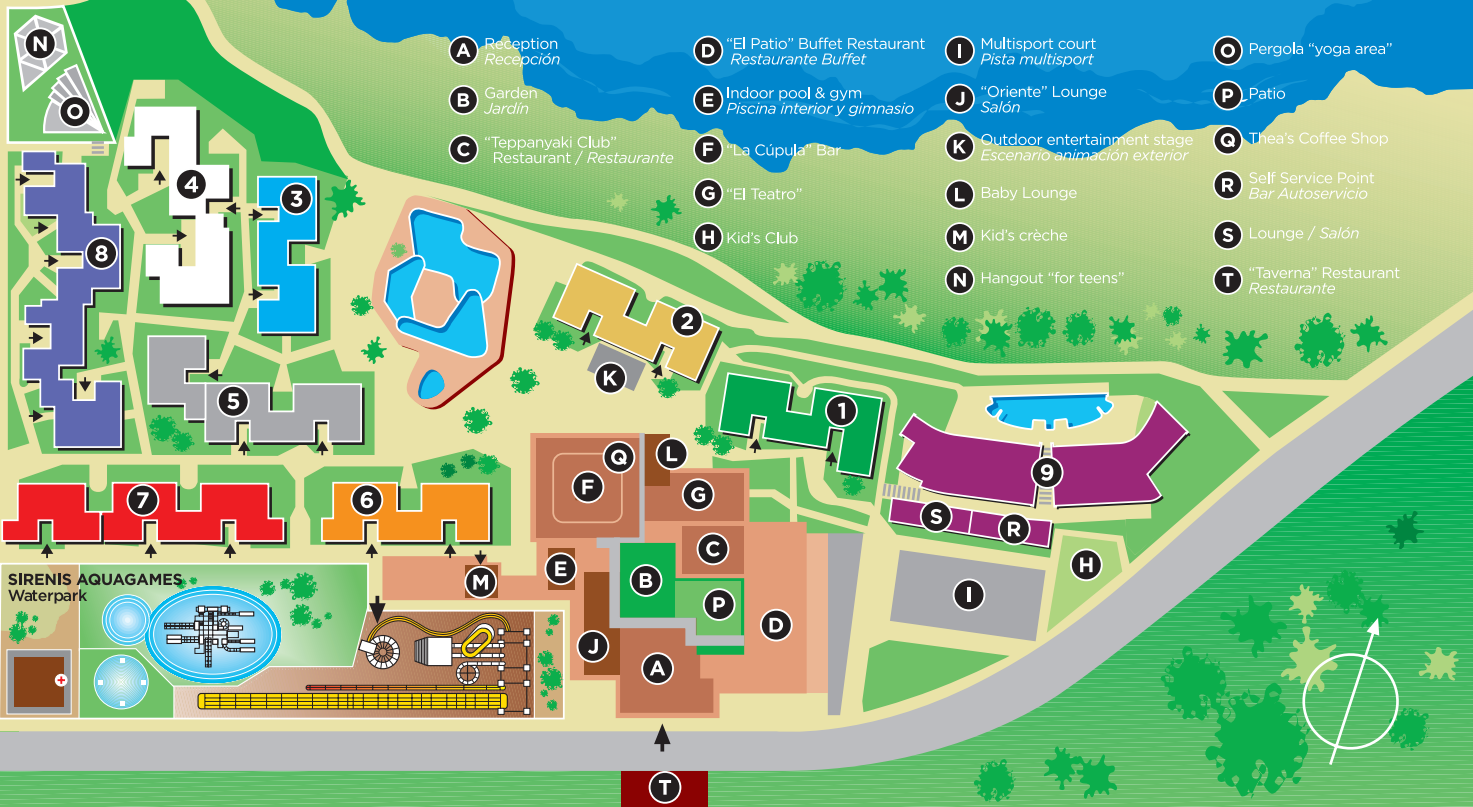 A Reception
Recepción
B Garden
Jardín
C "Teppanyaki Club"
Restaurant / Restaurante
D "El Patio" Buffet Restaurant
Restaurante Buffet
E Indoor pool & gym
Piscina interior y gimnasio
F "La Cúpula" Bar
G "El Teatro"
H Kid's Club
I Multisport court
Pista multisport
J "Oriente" Lounge
Salón
K Outdoor entertainment stage
Escenario animación exterior
L Baby Lounge
M Kid's crèche
N Hangout "for teens"
O Pergola "yoga area"
P Patio
Q Thea's Coffee Shop
R Self Service Point
Bar Autoservicio
S Lounge / Salón
T "Taverna" Restaurant
Restaurante
N
O
4
3
8
2
K
5
1
9
Q
L
F
G
7
6
S
R
C
E
B
M
H
I
P
D
J
A
T
SIRENIS AQUAGAMES
Waterpark